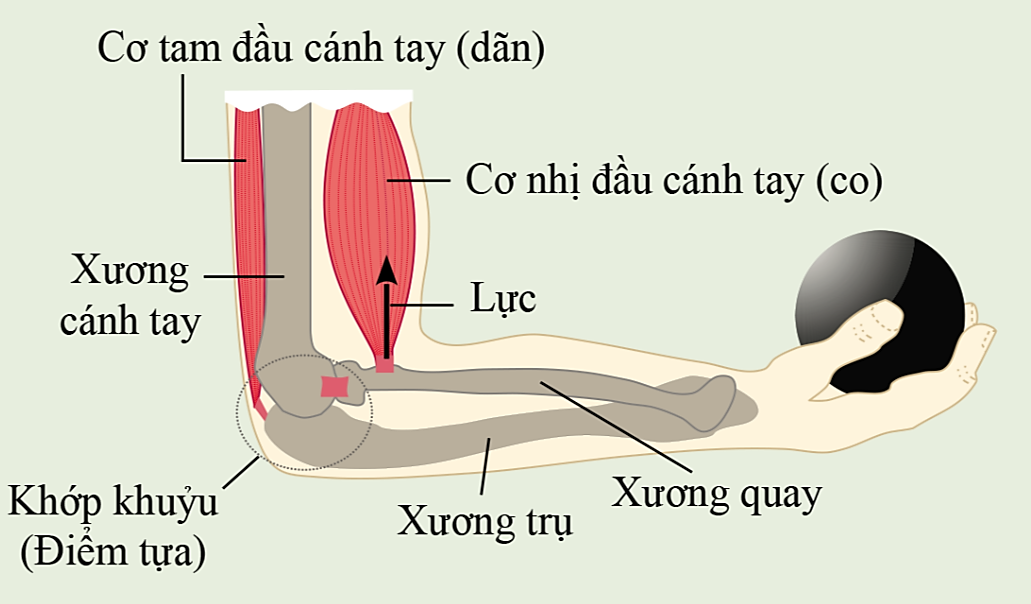 Cơ tam đầu cánh tay (dãn)
Cơ nhị đầu cánh tay (co)
Xương
cánh tay
Lực
Khớp khuỷu
(Điểm tựa)
Xương trụ
Xương quay